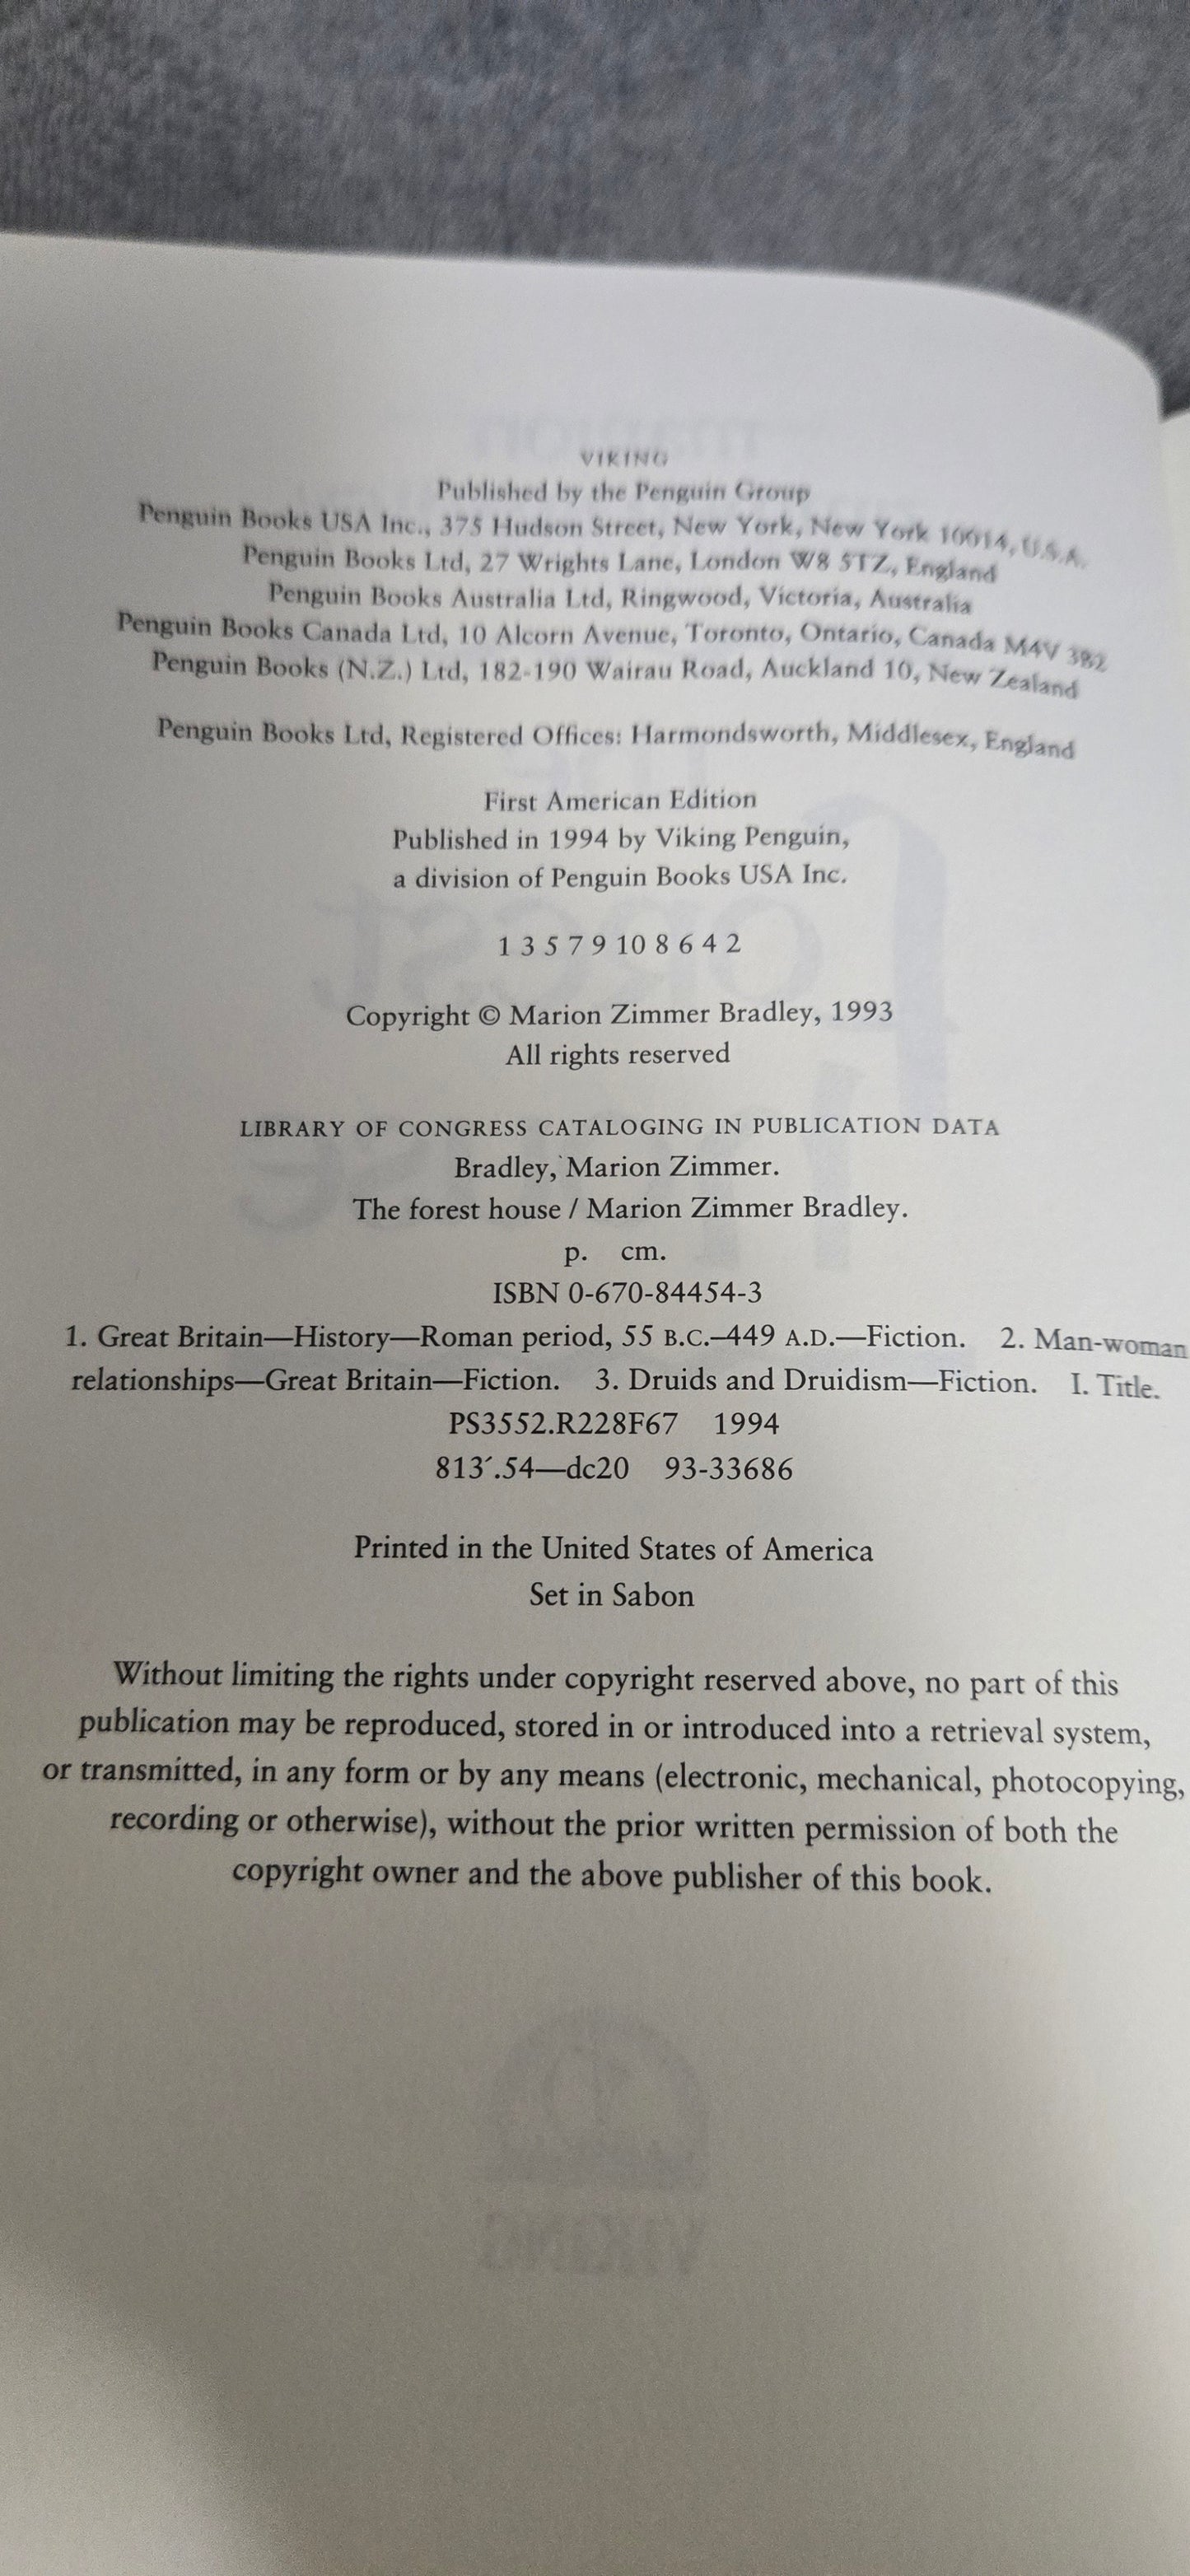 VIKING
Published by the Penguin Group
Penguin Books USA Inc., 375 Hudson Street, New York, New York 10014, U.S.A.
Penguin Books Ltd, 27 Wrights Lane, London W8 5TZ, England
Penguin Books Australia Ltd, Ringwood, Victoria, Australia
Penguin Books Canada Ltd, 10 Alcorn Avenue, Toronto, Ontario, Canada M4V 3B2
Penguin Books (N.Z.) Ltd, 182-190 Wairau Road, Auckland 10, New Zealand
Penguin Books Ltd, Registered Offices: Harmondsworth, Middlesex, England
First American Edition
Published in 1994 by Viking Penguin,
a division of Penguin Books USA Inc.
1 3 5 7 9 10 8 6 4 2
Copyright © Marion Zimmer Bradley, 1993
All rights reserved
LIBRARY OF CONGRESS CATALOGING IN PUBLICATION DATA
Bradley, Marion Zimmer.
The forest house / Marion Zimmer Bradley.
p. cm.
ISBN 0-670-84454-3
1. Great Britain—History—Roman period, 55 B.C.–449 A.D.—Fiction. 2. Man-woman
relationships—Great Britain—Fiction. 3. Druids and Druidism—Fiction. I. Title.
PS3552.R228F67 1994
813´.54—dc20 93-33686
Printed in the United States of America
Set in Sabon
Without limiting the rights under copyright reserved above, no part of this
publication may be reproduced, stored in or introduced into a retrieval system,
or transmitted, in any form or by any means (electronic, mechanical, photocopying,
recording or otherwise), without the prior written permission of both the
copyright owner and the above publisher of this book.